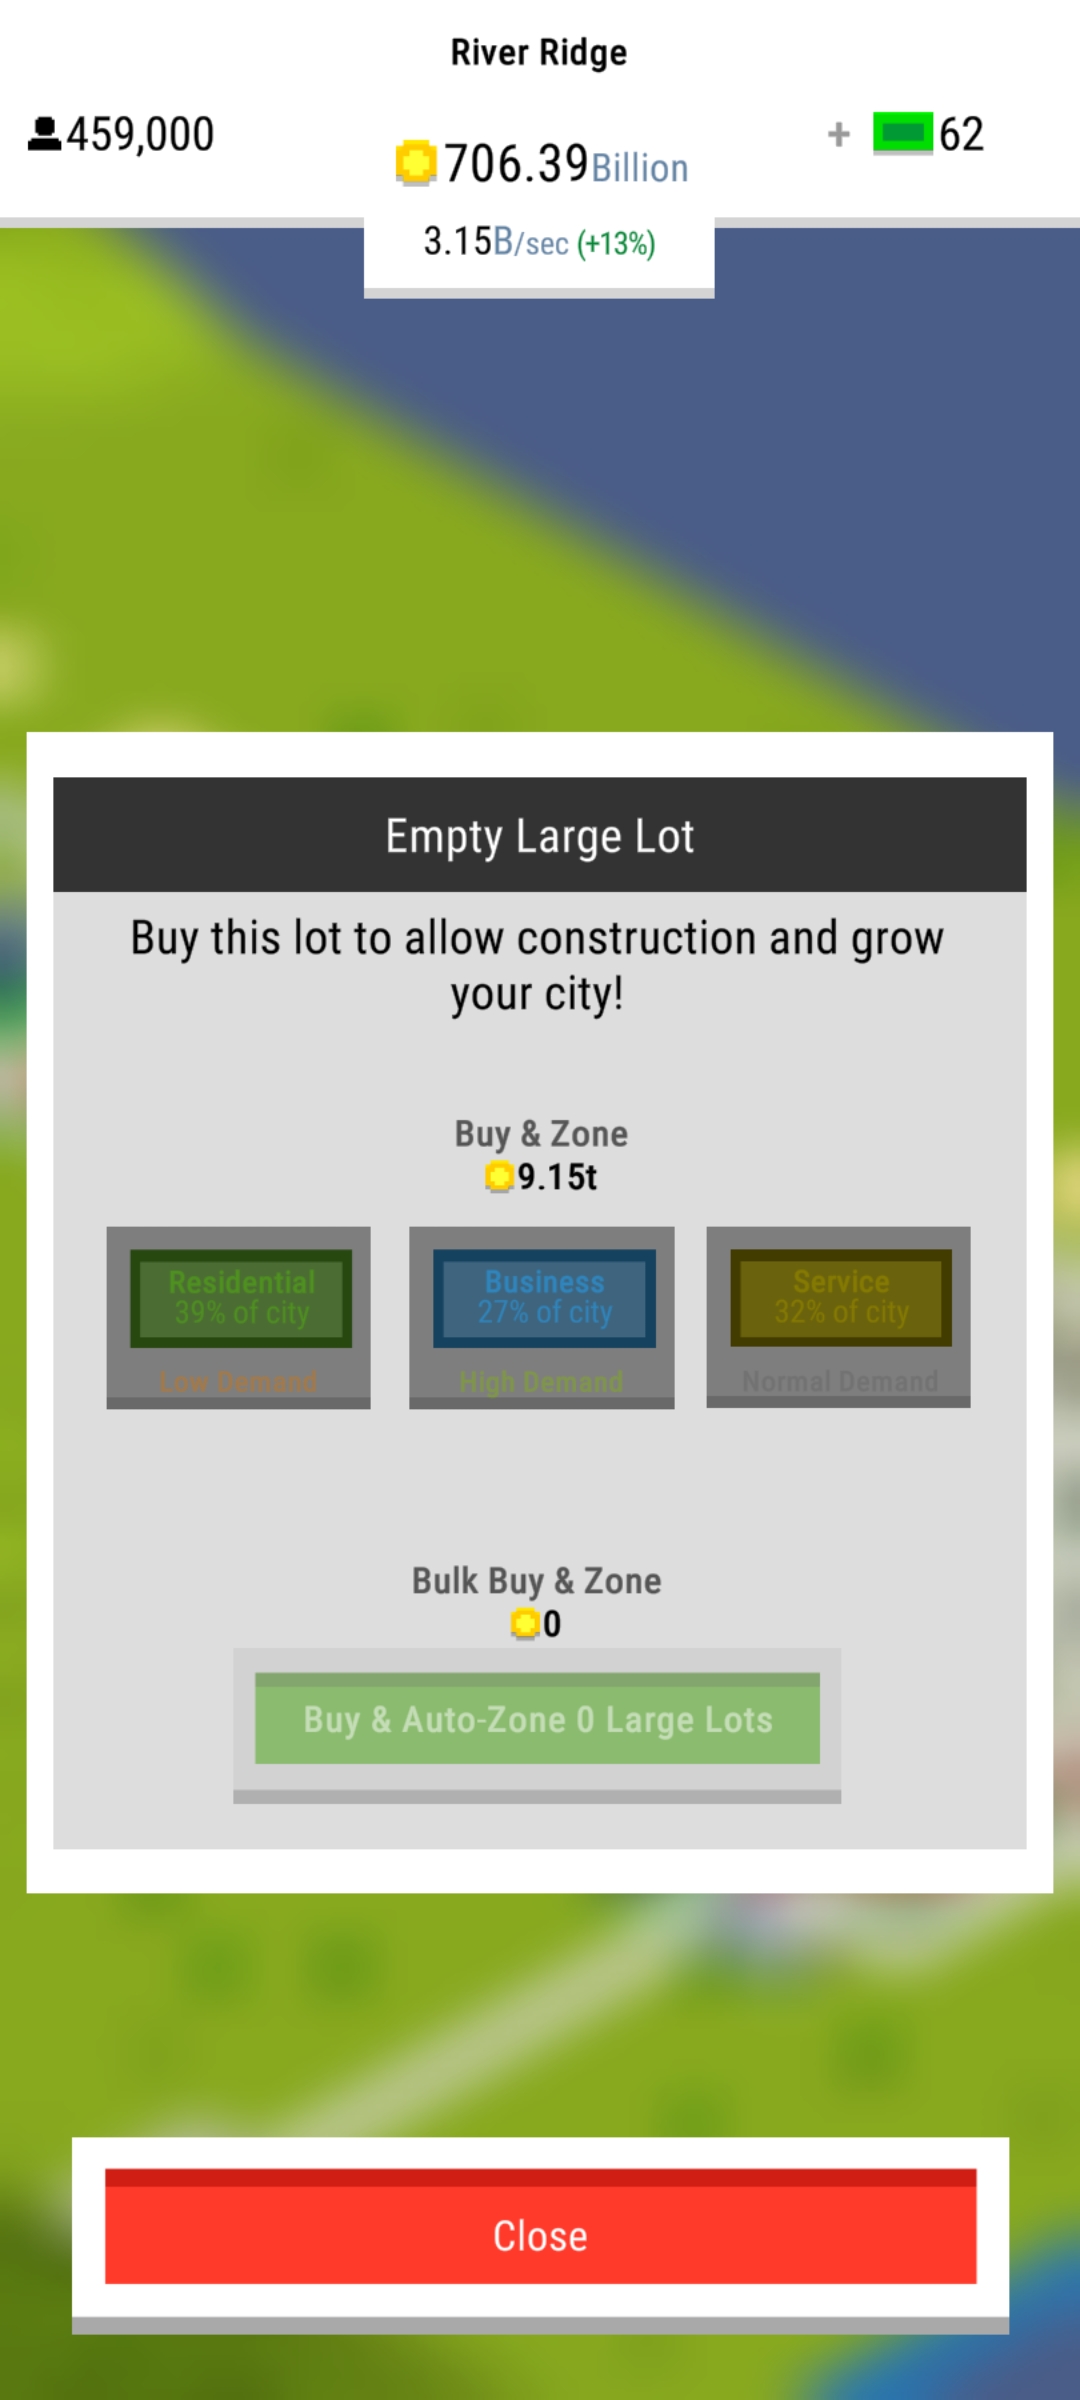 River Ridge
459,000
706.39Billion
+ 62
3.15B/sec (+13%)
Empty Large Lot
Buy this lot to allow construction and grow
your city!
Buy & Zone
9.15t
Residential
39% of city
Low Demand
Business
27% of city
High Demand
Service
32% of city
Normal Demand
Bulk Buy & Zone
0
Buy & Auto-Zone 0 Large Lots
Close